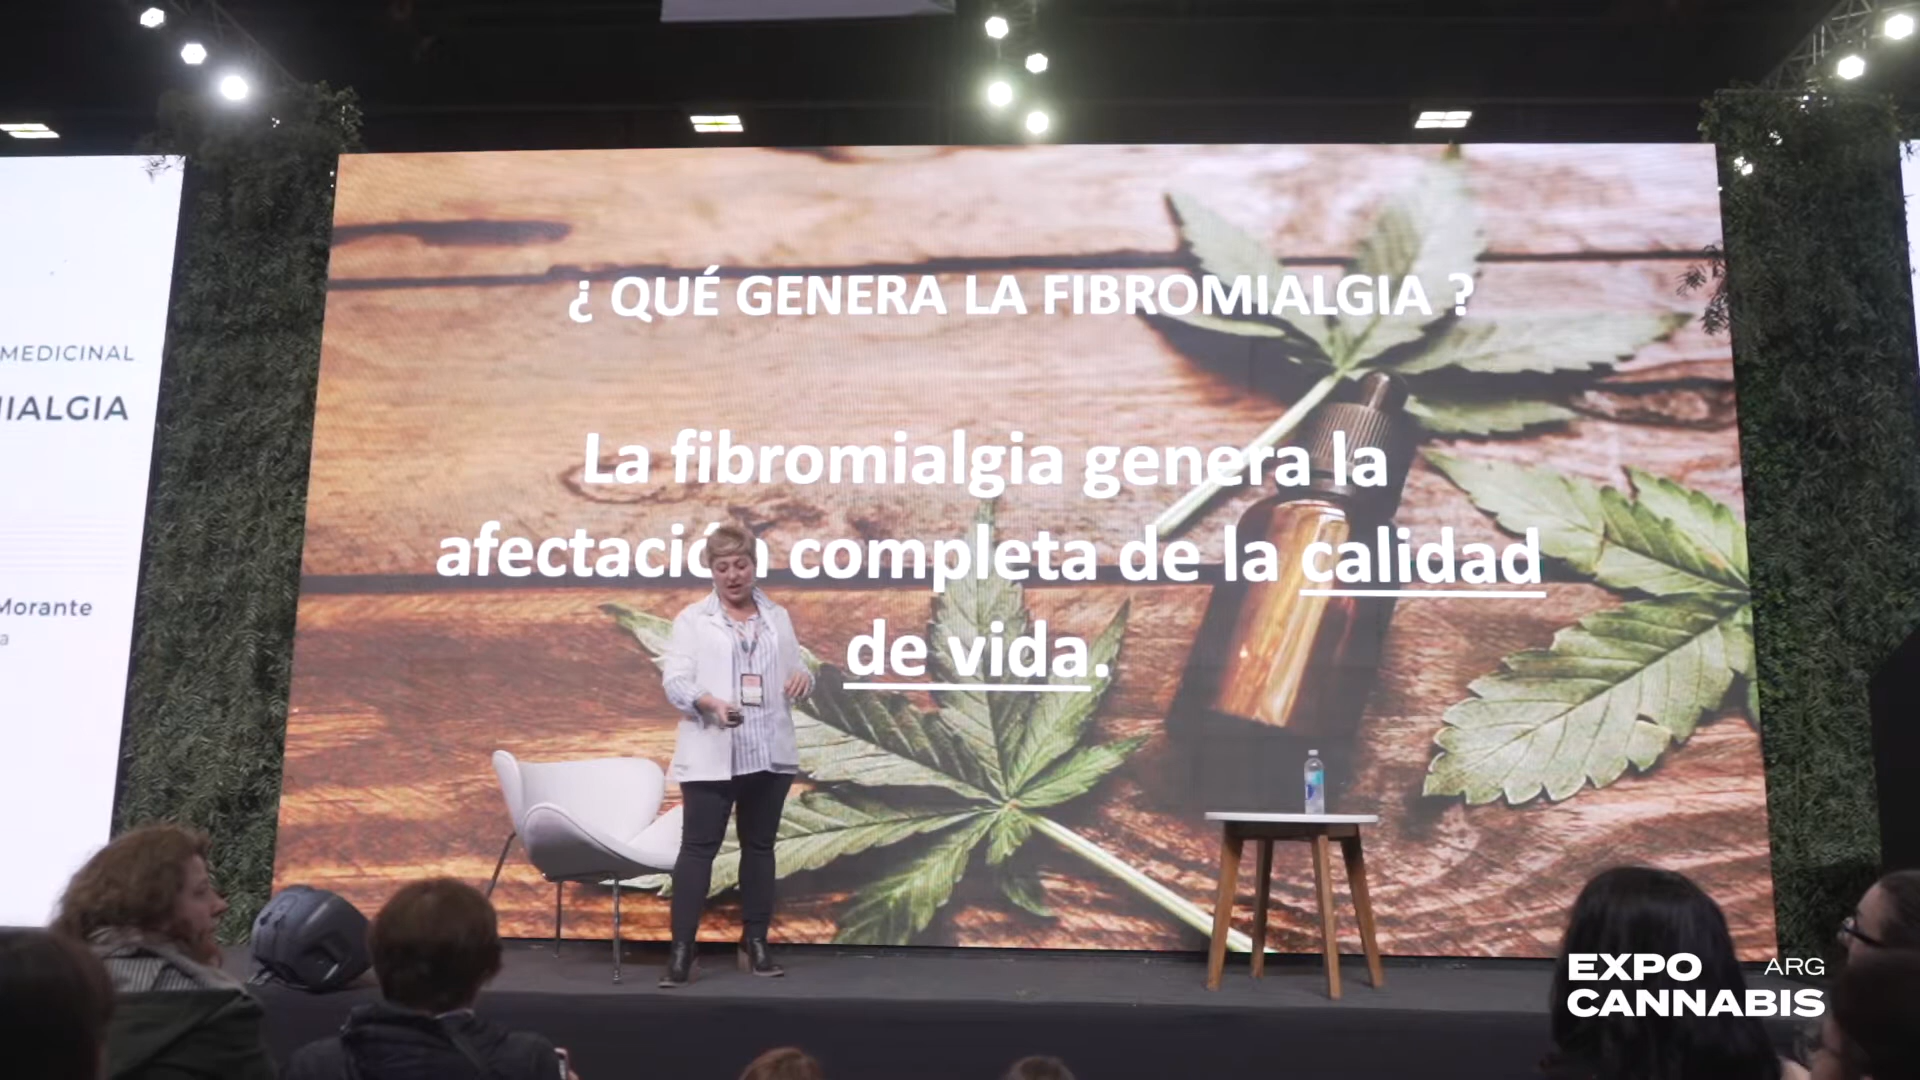 MEDICINAL
IALGIA
Morante
a
¿ QUÉ GENERA LA FIBROMIALGIA ?
La fibromialgia genera la
afectación completa de la calidad
de vida.
EXPO ARG
CANNABIS